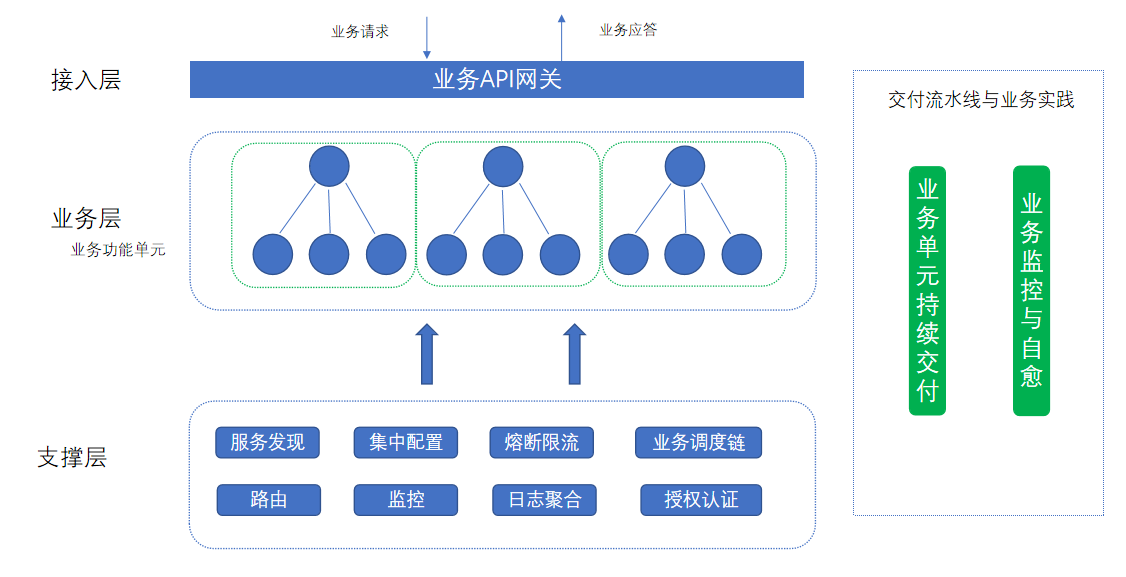 业务请求
业务应答
接入层
业务API网关
交付流水线与业务实践
业务层
业务功能单元
业务单元持续交付
业务监控与自愈
支撑层
服务发现
集中配置
熔断限流
业务调度链
路由
监控
日志聚合
授权认证